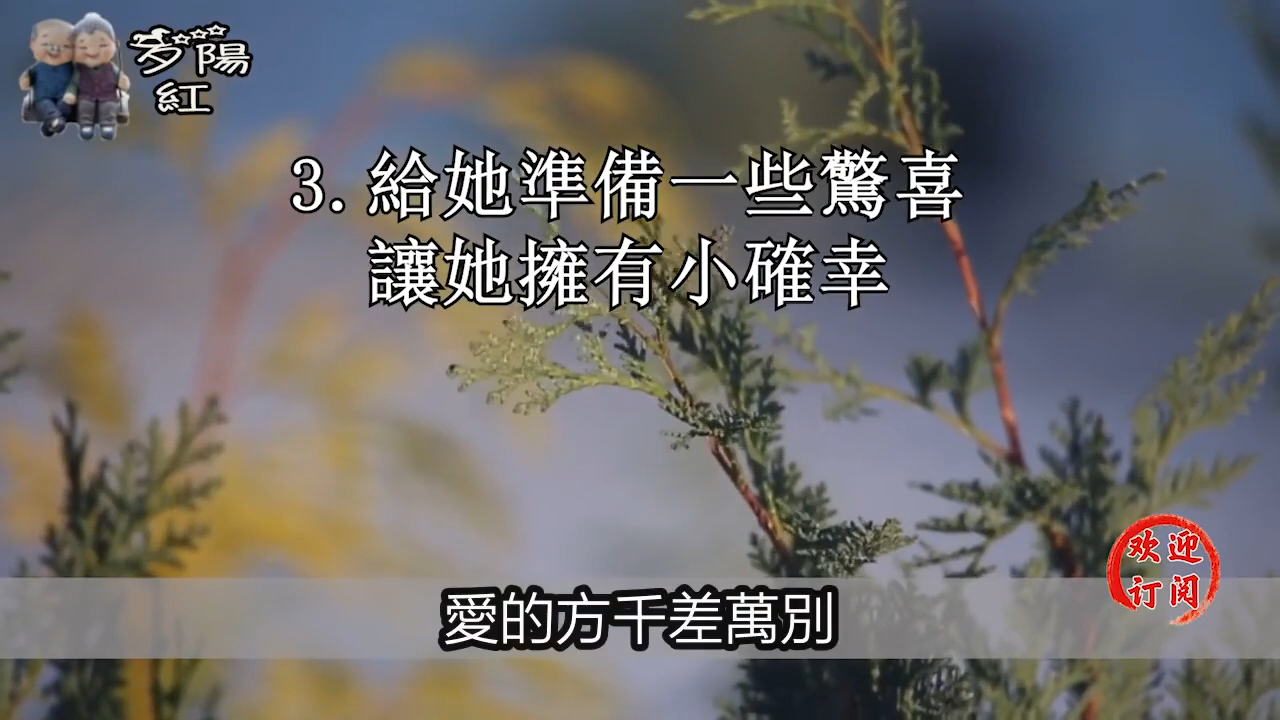 夕陽
紅
3.給她準備一些驚喜
讓她擁有小確幸
欢迎
订阅
愛的方千差萬別